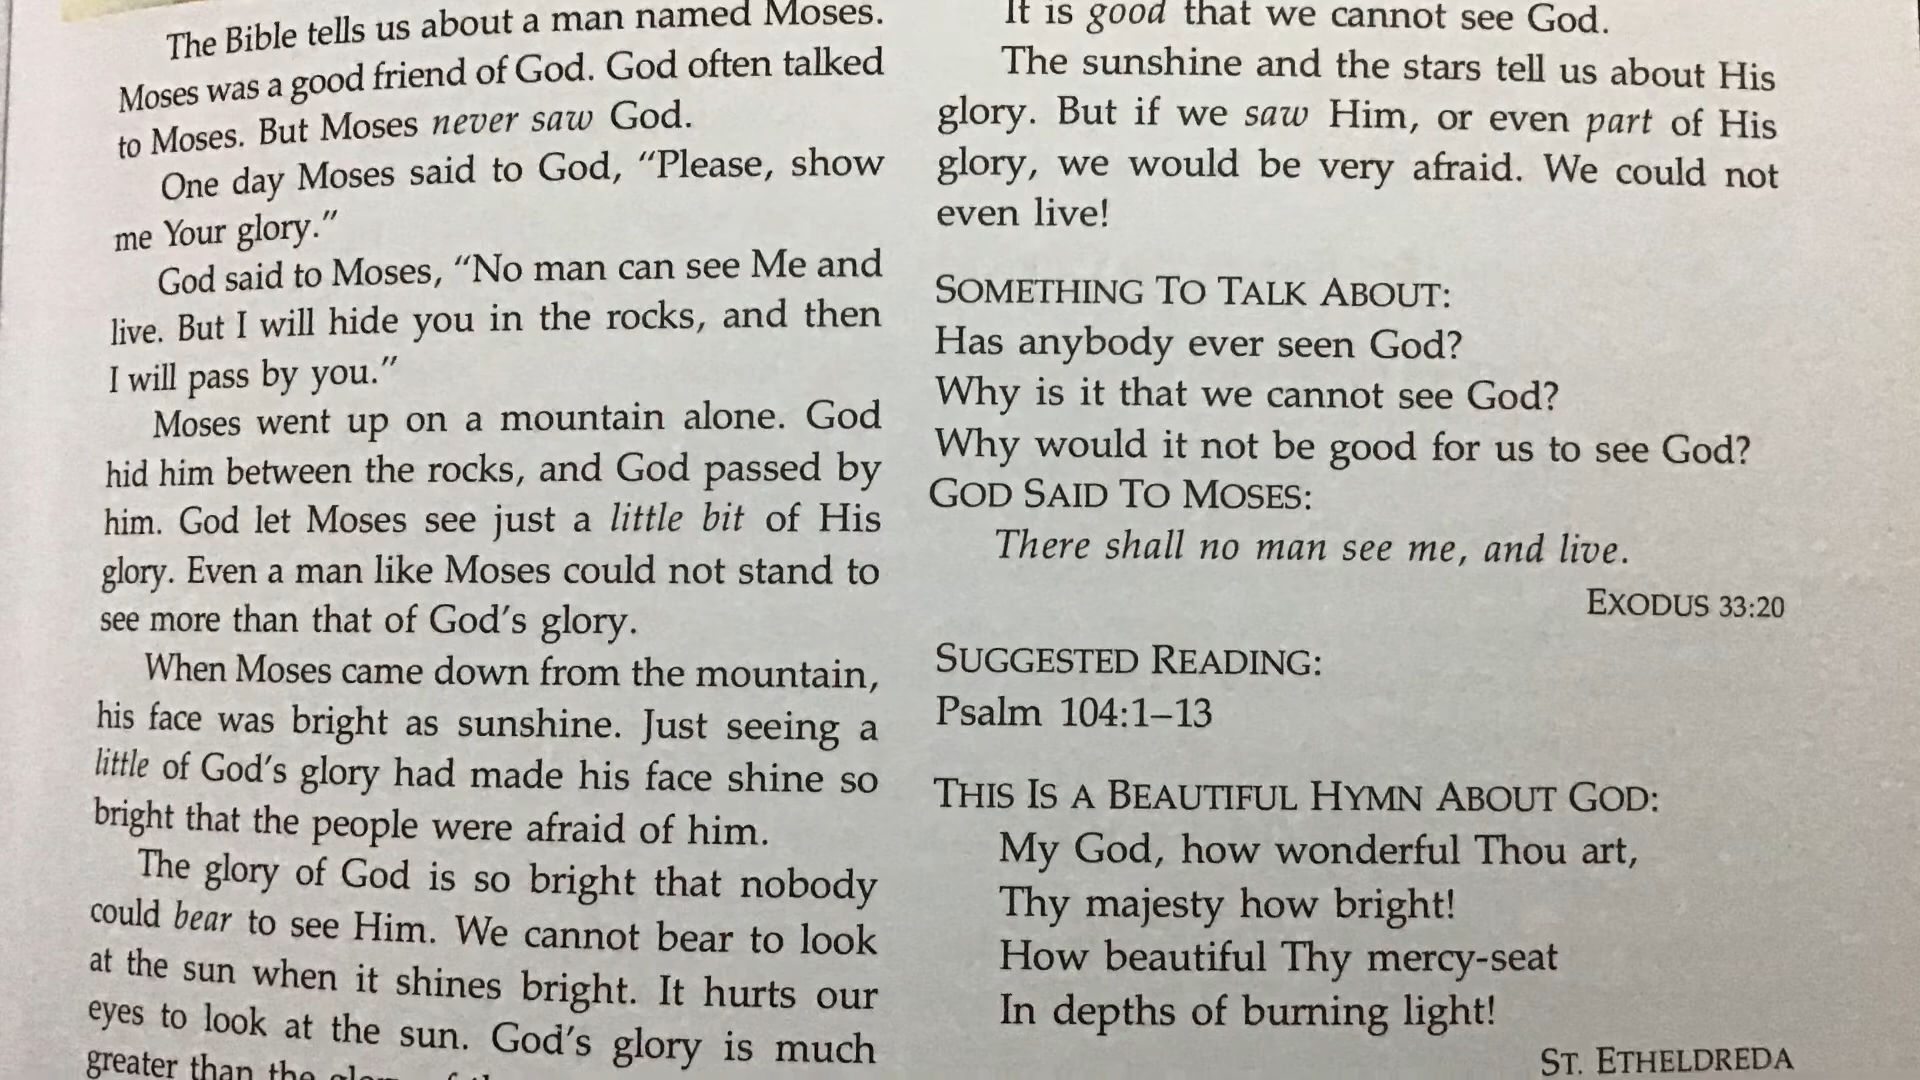 The Bible tells us about a man named Moses.
Moses was a good friend of God. God often talked
to Moses. But Moses never saw God.
One day Moses said to God, “Please, show
me Your glory.”
God said to Moses, “No man can see Me and
live. But I will hide you in the rocks, and then
I will pass by you.”
Moses went up on a mountain alone. God
hid him between the rocks, and God passed by
him. God let Moses see just a little bit of His
glory. Even a man like Moses could not stand to
see more than that of God’s glory.
When Moses came down from the mountain,
his face was bright as sunshine. Just seeing a
little of God’s glory had made his face shine so
bright that the people were afraid of him.
The glory of God is so bright that nobody
could bear to see Him. We cannot bear to look
at the sun when it shines bright. It hurts our
eyes to look at the sun. God’s glory is much
greater than the
It is good that we cannot see God.
The sunshine and the stars tell us about His
glory. But if we saw Him, or even part of His
glory, we would be very afraid. We could not
even live!
SOMETHING TO TALK ABOUT:
Has anybody ever seen God?
Why is it that we cannot see God?
Why would it not be good for us to see God?
GOD SAID TO MOSES:
There shall no man see me, and live.
EXODUS 33:20
SUGGESTED READING:
Psalm 104:1–13
THIS IS A BEAUTIFUL HYMN ABOUT GOD:
My God, how wonderful Thou art,
Thy majesty how bright!
How beautiful Thy mercy-seat
In depths of burning light!
ST. ETHELDREDA